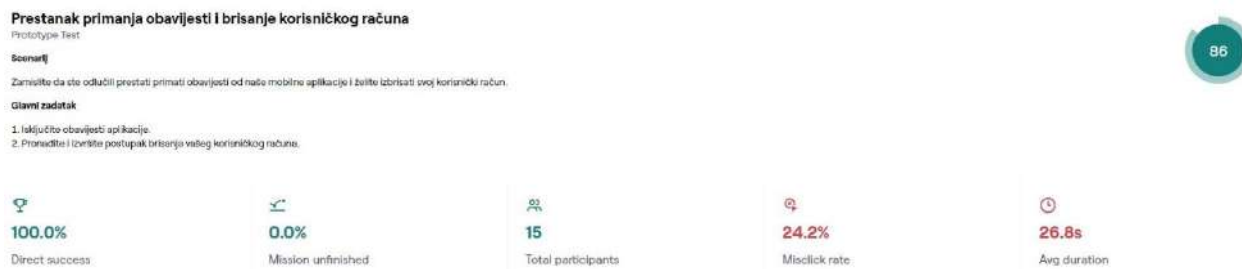 Prestanak primanja obavijesti i brisanje korisničkog računa
Prototype Test
86
Scenarij
Zamislite da ste odlučili prestati primati obavijesti od naše mobilne aplikacije i želite izbrisati svoj korisnički račun.
Glavni zadatak
1. Isključite obavijesti aplikacije.
2. Pronađite i izvršite postupak brisanja vašeg korisničkog računa.
100.0%
Direct success
0.0%
Mission unfinished
15
Total participants
24.2%
Misclick rate
26.8s
Avg duration